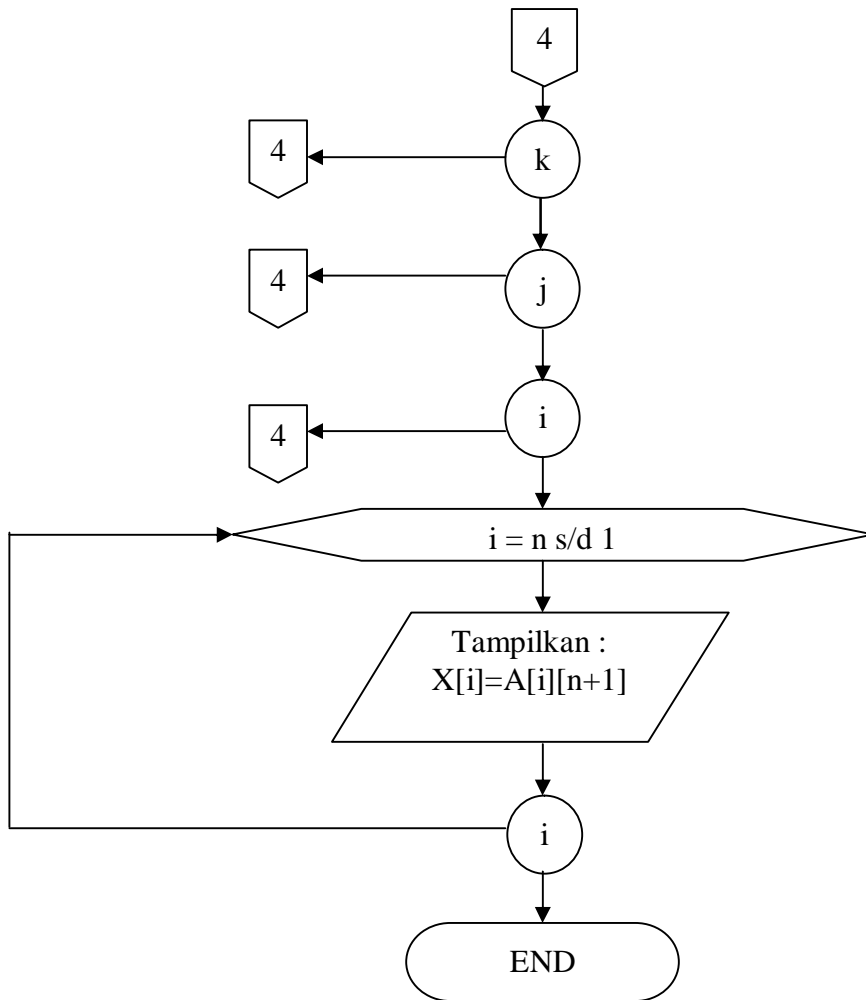 4
4
k
4
j
4
i
i = n s/d 1
Tampilkan :
X[i]=A[i][n+1]
i
END